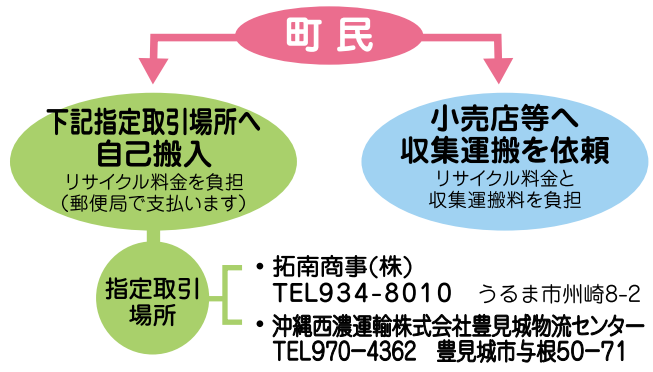 町民
下記指定取引場所へ
自己搬入
リサイクル料金を負担
（郵便局で支払います）
小売店等へ
収集運搬を依頼
リサイクル料金と
収集運搬料を負担
指定取引
場所
・拓南商事（株）
TEL934-8010　うるま市州崎8-2
・沖縄西濃運輸株式会社豊見城物流センター
TEL970−4362　豊見城市与根50−71